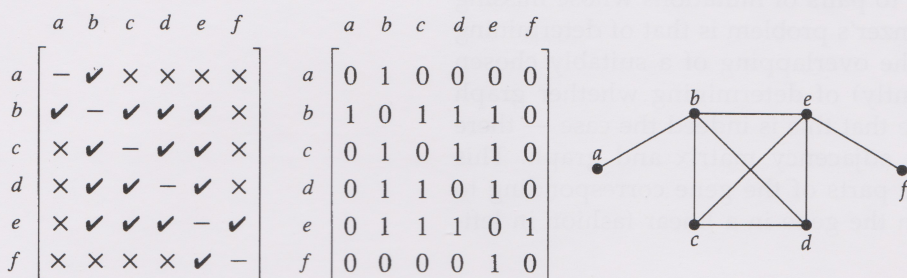 a b c d e f
a − ✔ × × × ×
b ✔ − ✔ ✔ ✔ ×
c × ✔ − ✔ ✔ ×
d × ✔ ✔ − ✔ ×
e × ✔ ✔ ✔ − ✔
f × × × × ✔ −
a b c d e f
a 0 1 0 0 0 0
b 1 0 1 1 1 0
c 0 1 0 1 1 0
d 0 1 1 0 1 0
e 0 1 1 1 0 1
f 0 0 0 0 1 0
b e
a f
c d